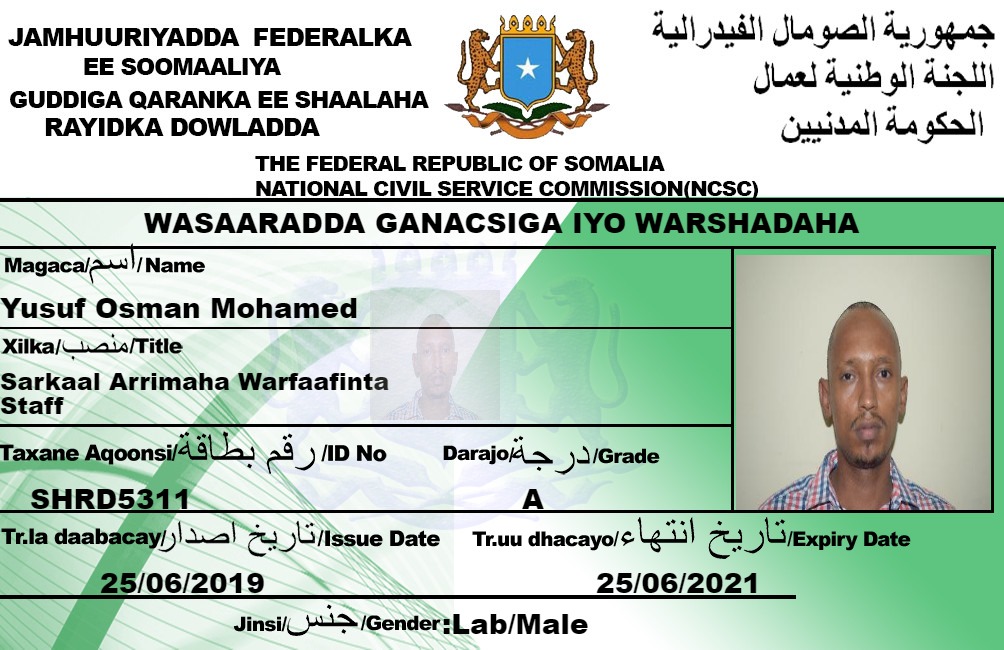 JAMHUURIYADDA FEDERALKA
EE SOOMAALIYA
GUDDIGA QARANKA EE SHAALAHA
RAYIDKA DOWLADDA
جمهورية الصومال الفيدرالية
اللجنة الوطنية لعمال
الحكومة المدنيين
THE FEDERAL REPUBLIC OF SOMALIA
NATIONAL CIVIL SERVICE COMMISSION(NCSC)
WASAARADDA GANACSIGA IYO WARSHADAHA
Magaca/اسم/Name
Yusuf Osman Mohamed
Xilka/منصب/Title
Sarkaal Arrimaha Warfaafinta
Staff
Taxane Aqoonsi/رقم بطاقة/ID No
SHRD5311
Darajo/درجة/Grade
A
Tr.la daabacay/تاريخ اصدار/Issue Date
25/06/2019
Tr.uu dhacayo/تاريخ انتهاء/Expiry Date
25/06/2021
Jinsi/جنس/Gender:Lab/Male